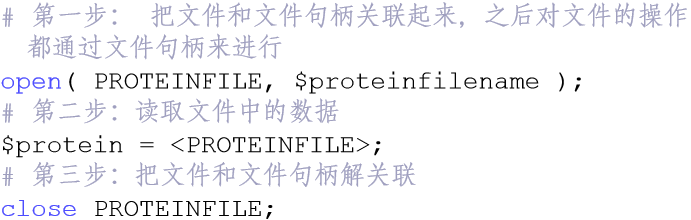 # 第一步： 把文件和文件句柄关联起来，之后对文件的操作
都通过文件句柄来进行
open( PROTEINFILE, $proteinfilename );
# 第二步：读取文件中的数据
$protein = <PROTEINFILE>;
# 第三步：把文件和文件句柄解关联
close PROTEINFILE;